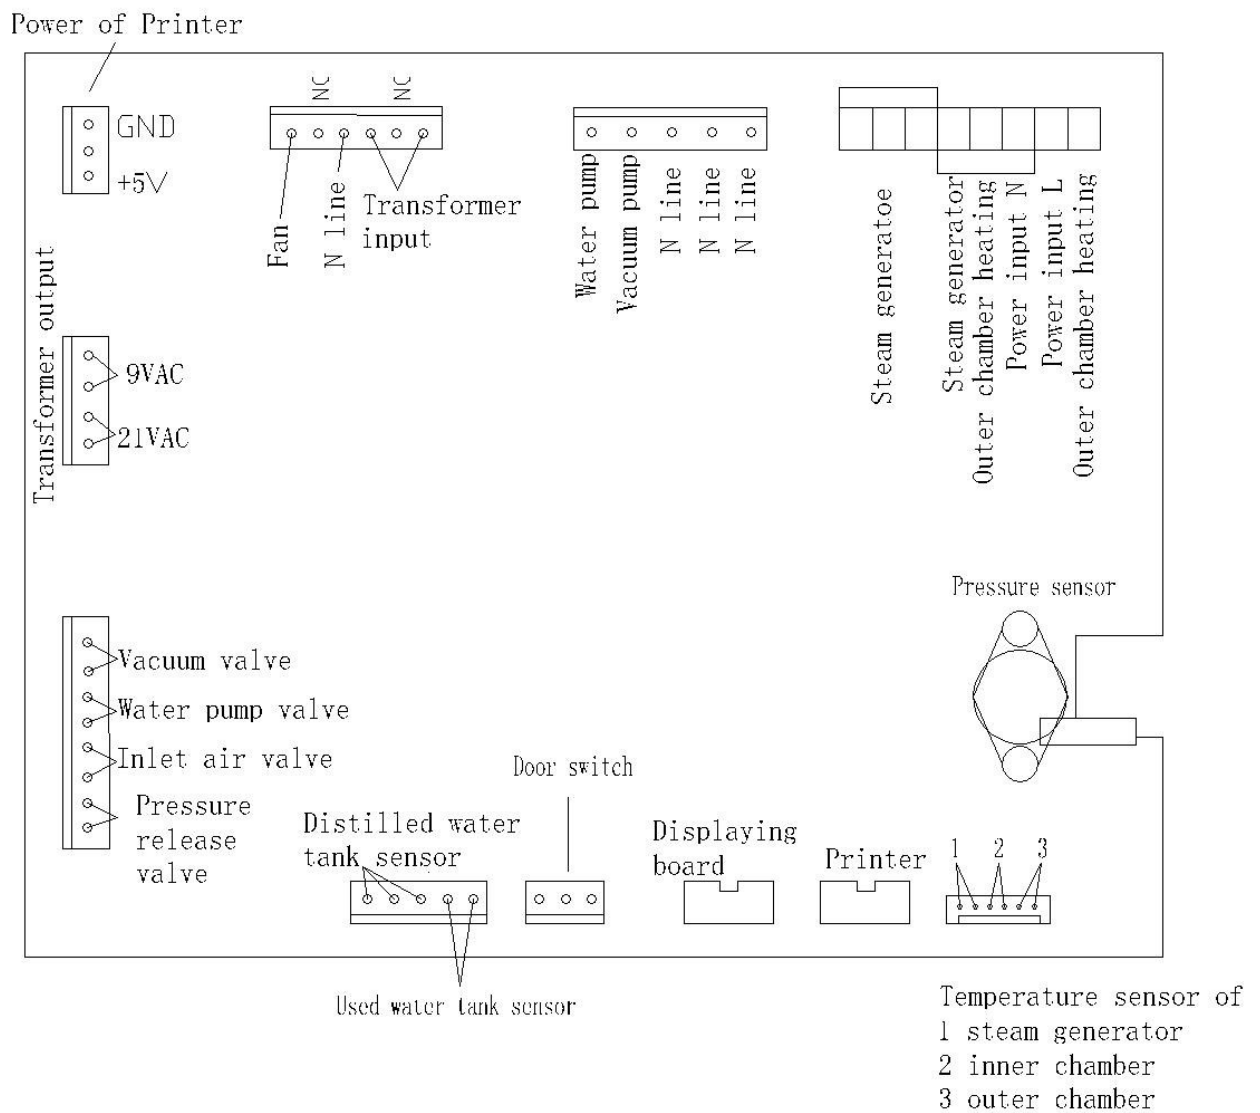 Power of Printer
GND
+5V
NC
NC
Fan
N line
Transformer
input
Water pump
Vacuum pump
N line
N line
N line
Steam generatoe
Steam generator
Outer chamber heating
Power input N
Power input L
Outer chamber heating
Transformer output
9VAC
21VAC
Pressure sensor
Vacuum valve
Water pump valve
Inlet air valve
Pressure
release
valve
Door switch
Distilled water
tank sensor
Displaying
board
Printer
1 2 3
Used water tank sensor
Temperature sensor of
1 steam generator
2 inner chamber
3 outer chamber